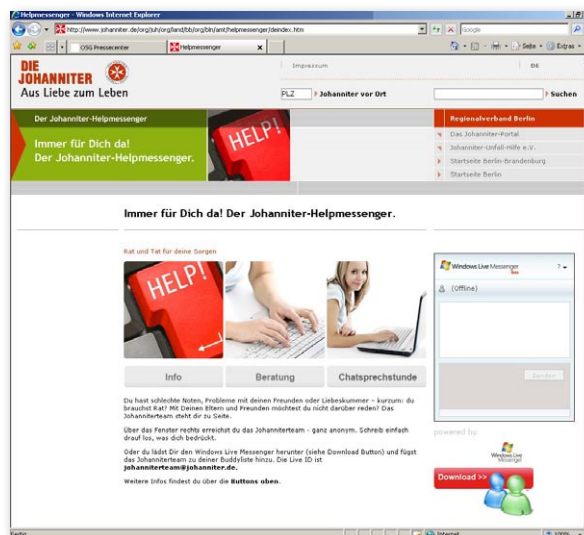 Helpmessenger - Windows Internet Explorer
http://www.johanniter.de/org/juh/org/land/bb/org/bln/amt/helpmessenger/deindex.htm
Google
OSG Pressecenter
Helpmessenger
x
Seite
Extras
DIE
JOHANNITER
Aus Liebe zum Leben
Impressum
DE
PLZ
Johanniter vor Ort
Suchen
Der Johanniter-Helpmessenger
Immer für Dich da!
Der Johanniter-Helpmessenger.
HELP!
Regionalverband Berlin
Das Johanniter-Portal
Johanniter-Unfall-Hilfe e.V.
Startseite Berlin-Brandenburg
Startseite Berlin
Immer für Dich da! Der Johanniter-Helpmessenger.
Rat und Tat für deine Sorgen
HELP!
Info
Beratung
Chatsprechstunde
Du hast schlechte Noten, Probleme mit deinen Freunden oder Liebeskummer – kurzum: du
brauchst Rat? Mit Deinen Eltern und Freunden möchtest du nicht darüber reden? Das
Johanniterteam steht dir zu Seite.
Über das Fenster rechts erreichst du das Johanniterteam - ganz anonym. Schreib einfach
drauf los, was dich bedrückt.
Oder du lädst Dir den Windows Live Messenger herunter (siehe Download Button) und fügst
das Johanniterteam zu deiner Buddyliste hinzu. Die Live ID ist
johanniterteam@johanniter.de.
Weitere Infos findest du über die Buttons oben.
Windows Live Messenger
?
(Offline)
Senden
powered by
Windows Live
Messenger
Download >>
Fertig
Internet
100%